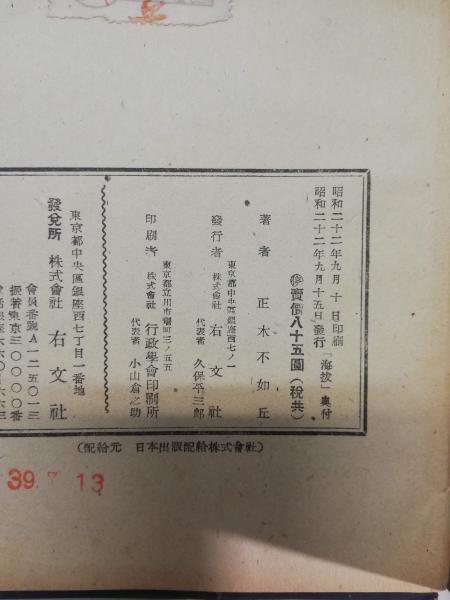 昭和二十二年九月 十 日印刷
昭和二十二年九月十五日發行
「海拔」奥付
賣價八十五圓(稅共)
著者 正木不如丘
東京都中央區銀座西七ノ一
發行者 株式會社 右文社
代表者 久保平三郎
東京都立川市曙町三ノ五五
印刷者 株式會社 行政學會印刷所
代表者 小山倉之助
東京都中央區銀座西七丁目一番地
發兌所 株式會社 右文社
會員番號A一二五〇一三
振替東京三〇〇〇〇番
(配給元 日本出版配給株式會社)
39. 7 13